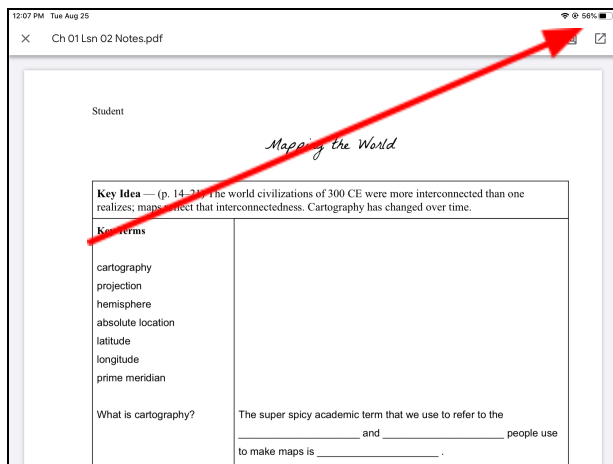 12:07 PM Tue Aug 25
56%
Ch 01 Lsn 02 Notes.pdf
Student
Mapping the World
Key Idea — (p. 14–21) The world civilizations of 300 CE were more interconnected than one
realizes; maps reflect that interconnectedness. Cartography has changed over time.
Key Terms
cartography
projection
hemisphere
absolute location
latitude
longitude
prime meridian
What is cartography?
The super spicy academic term that we use to refer to the
______________________ and ______________________ people use
to make maps is ______________________ .